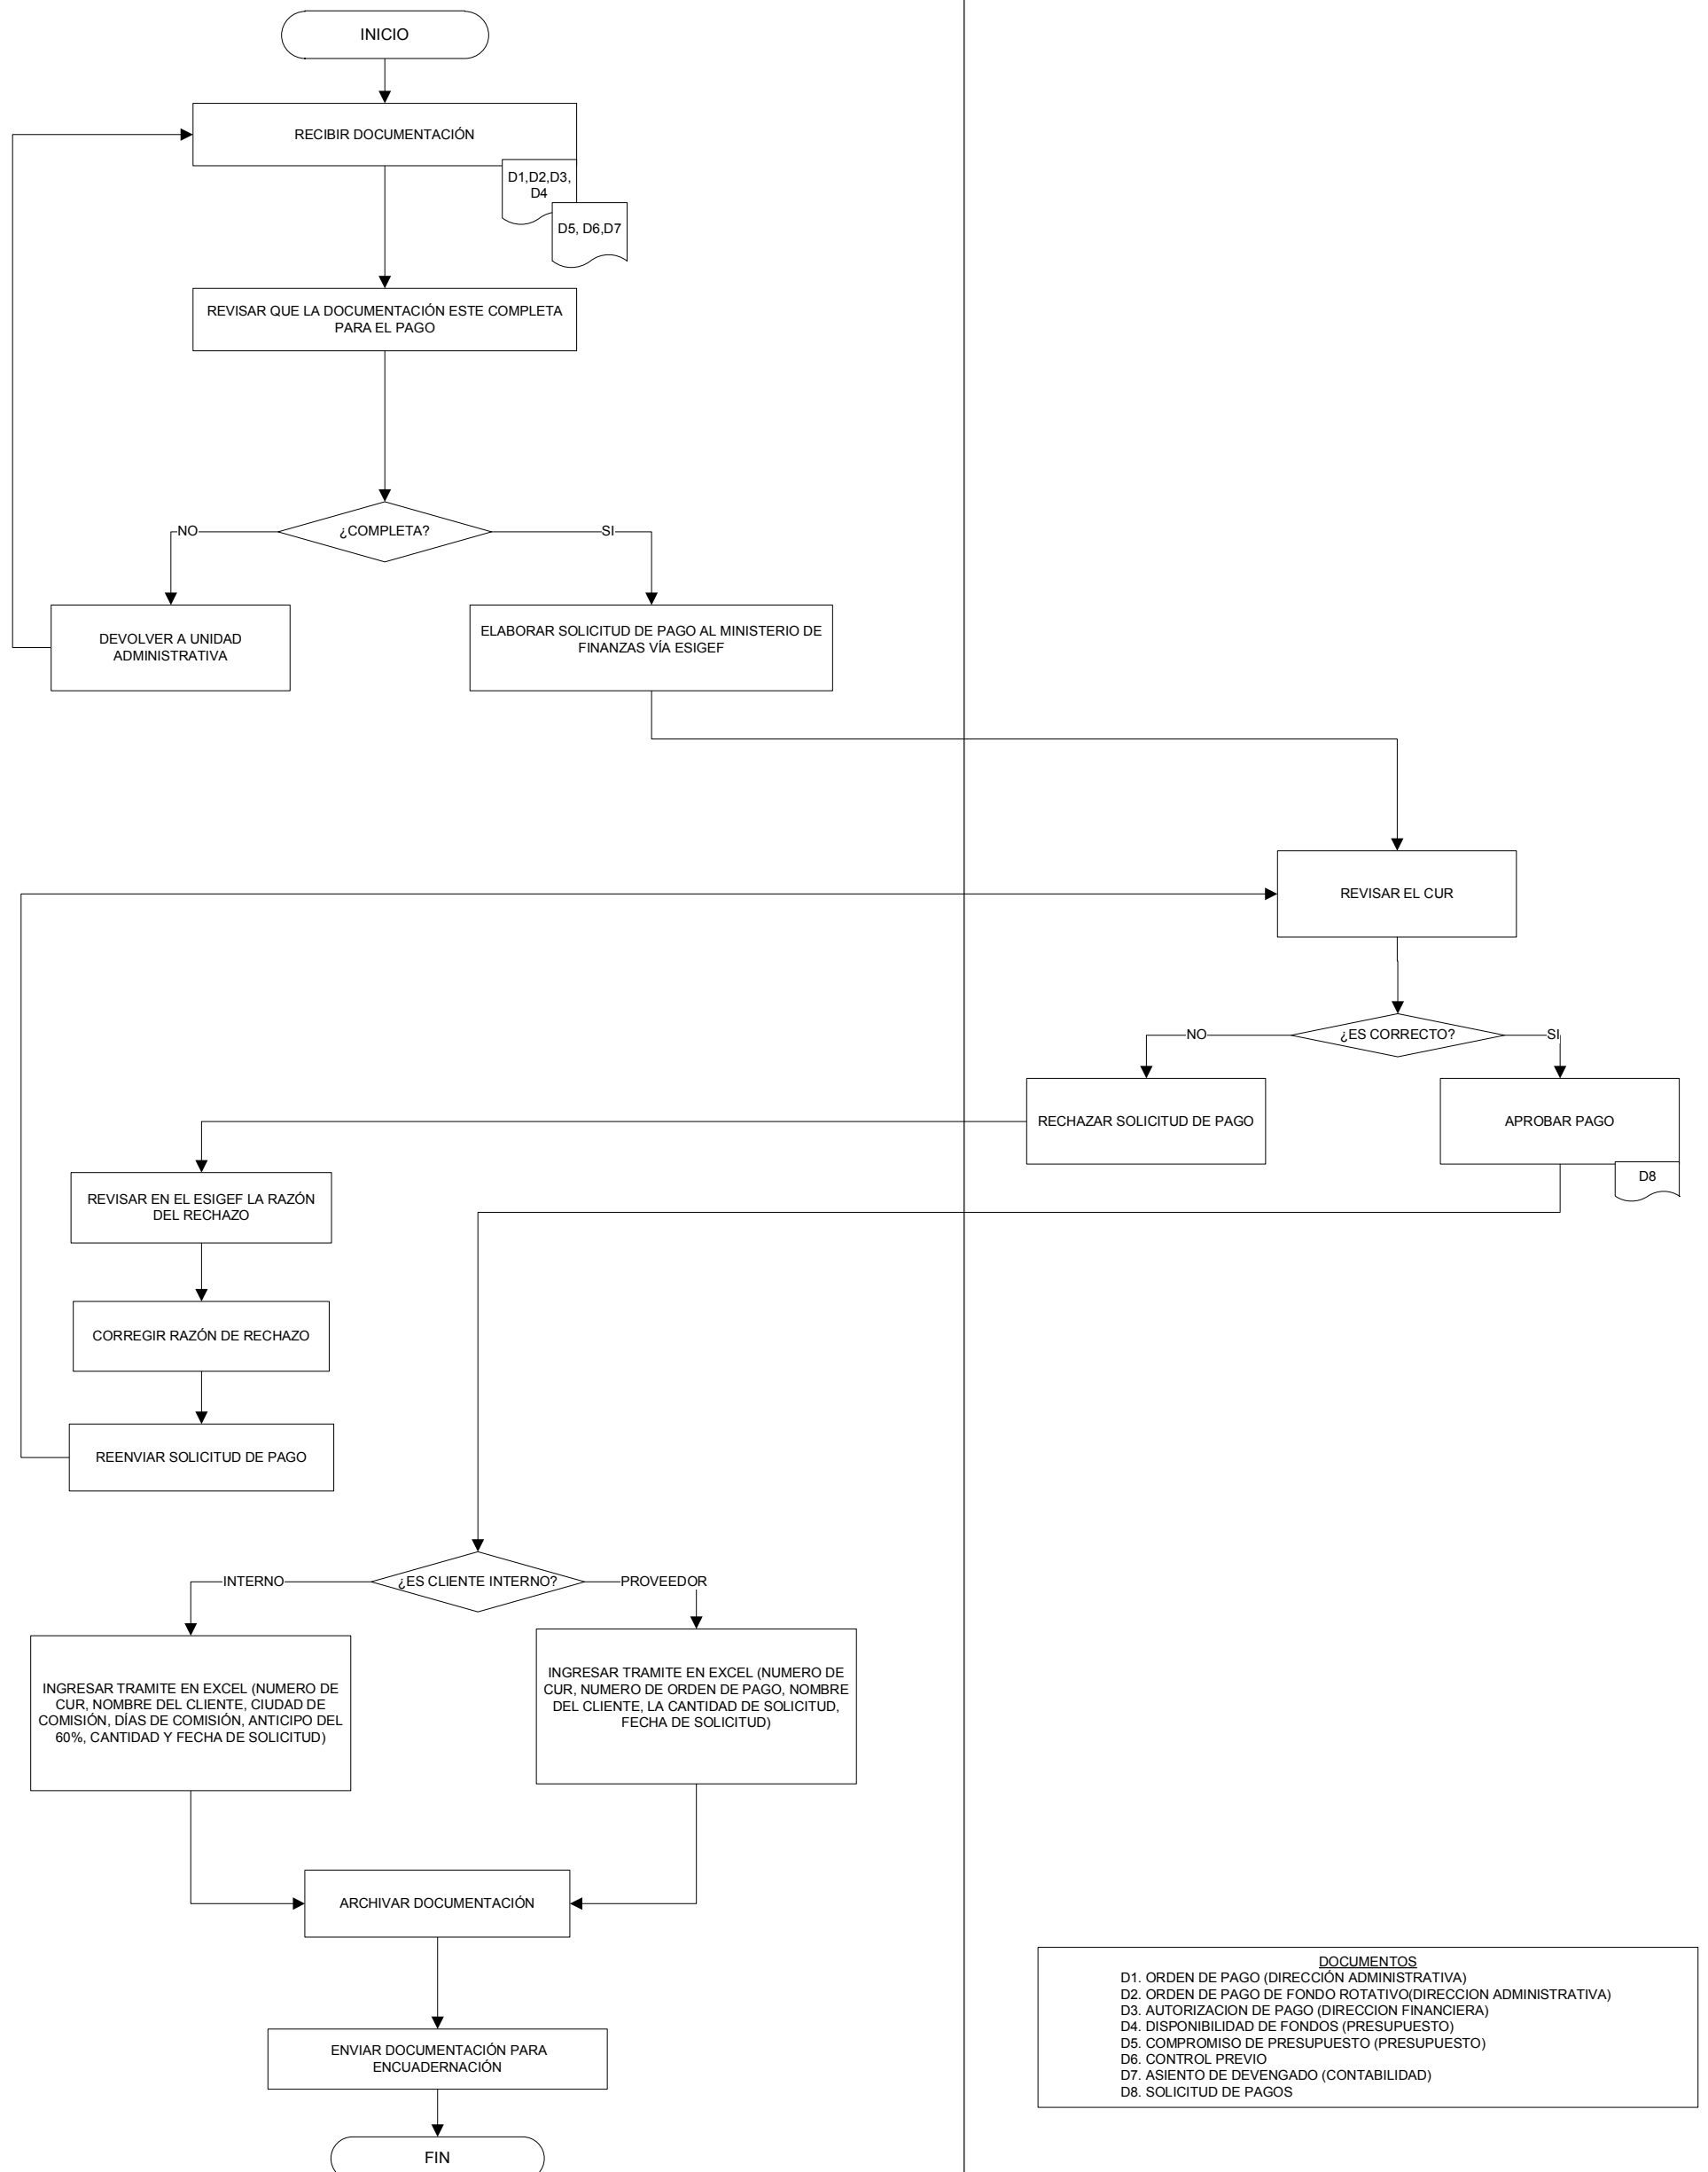 INICIO
RECIBIR DOCUMENTACIÓN
D1,D2,D3,
D4
D5, D6,D7
REVISAR QUE LA DOCUMENTACIÓN ESTE COMPLETA
PARA EL PAGO
¿COMPLETA?
NO
SI
DEVOLVER A UNIDAD
ADMINISTRATIVA
ELABORAR SOLICITUD DE PAGO AL MINISTERIO DE
FINANZAS VÍA ESIGEF
REVISAR EL CUR
¿ES CORRECTO?
NO
SI
RECHAZAR SOLICITUD DE PAGO
APROBAR PAGO
D8
REVISAR EN EL ESIGEF LA RAZÓN
DEL RECHAZO
CORREGIR RAZÓN DE RECHAZO
REENVIAR SOLICITUD DE PAGO
¿ES CLIENTE INTERNO?
INTERNO
PROVEEDOR
INGRESAR TRAMITE EN EXCEL (NUMERO DE
CUR, NOMBRE DEL CLIENTE, CIUDAD DE
COMISIÓN, DÍAS DE COMISIÓN, ANTICIPO DEL
60%, CANTIDAD Y FECHA DE SOLICITUD)
INGRESAR TRAMITE EN EXCEL (NUMERO DE
CUR, NUMERO DE ORDEN DE PAGO, NOMBRE
DEL CLIENTE, LA CANTIDAD DE SOLICITUD,
FECHA DE SOLICITUD)
ARCHIVAR DOCUMENTACIÓN
ENVIAR DOCUMENTACIÓN PARA
ENCUADERNACIÓN
FIN
DOCUMENTOS
D1. ORDEN DE PAGO (DIRECCIÓN ADMINISTRATIVA)
D2. ORDEN DE PAGO DE FONDO ROTATIVO(DIRECCION ADMINISTRATIVA)
D3. AUTORIZACION DE PAGO (DIRECCION FINANCIERA)
D4. DISPONIBILIDAD DE FONDOS (PRESUPUESTO)
D5. COMPROMISO DE PRESUPUESTO (PRESUPUESTO)
D6. CONTROL PREVIO
D7. ASIENTO DE DEVENGADO (CONTABILIDAD)
D8. SOLICITUD DE PAGOS